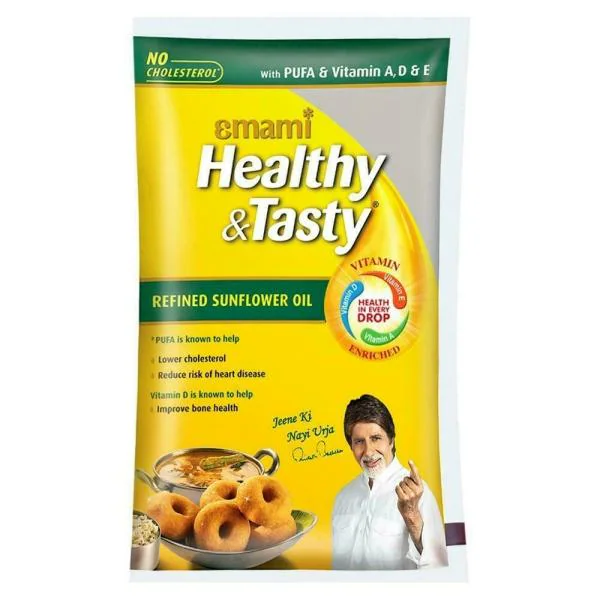 NO
CHOLESTEROL*
With PUFA & Vitamin A, D & E
emami*
Healthy
& Tasty®
REFINED SUNFLOWER OIL
VITAMIN
Vitamin D
Vitamin E
HEALTH
IN EVERY
DROP
Vitamin A
ENRICHED
*PUFA is known to help
Lower cholesterol
Reduce risk of heart disease
Vitamin D is known to help
Improve bone health
Jeene Ki
Nayi Urja